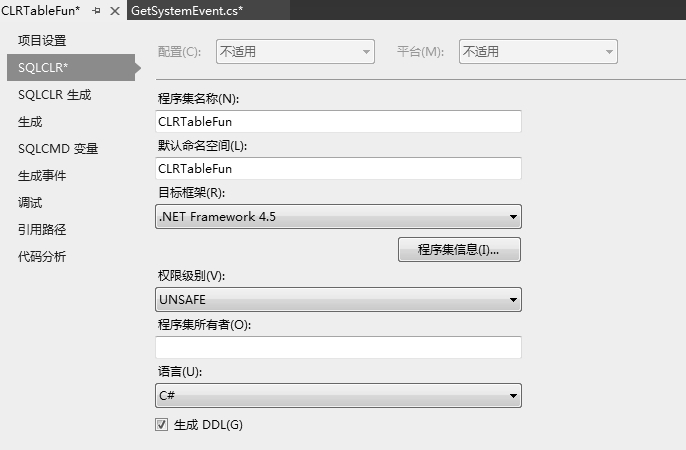 CLRTableFun* GetSystemEvent.cs*
项目设置
SQLCLR*
SQLCLR 生成
生成
SQLCMD 变量
生成事件
调试
引用路径
代码分析
配置(C): 不适用 平台(M): 不适用
程序集名称(N):
CLRTableFun
默认命名空间(L):
CLRTableFun
目标框架(R):
.NET Framework 4.5
程序集信息(I)...
权限级别(V):
UNSAFE
程序集所有者(O):
语言(U):
C#
生成 DDL(G)